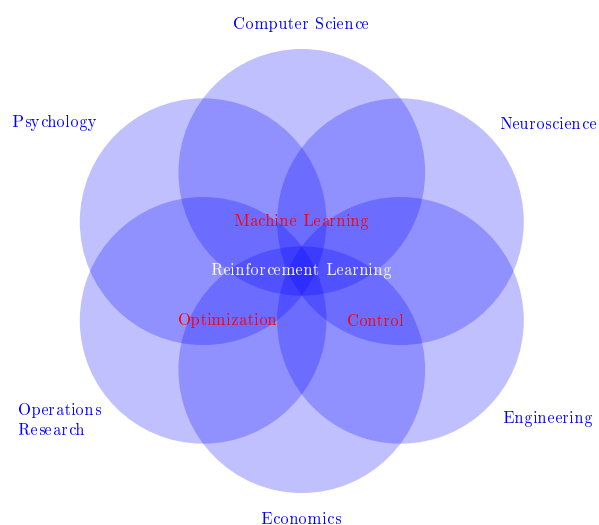 Computer Science
Psychology
Neuroscience
Machine Learning
Reinforcement Learning
Optimization
Control
Operations
Research
Engineering
Economics